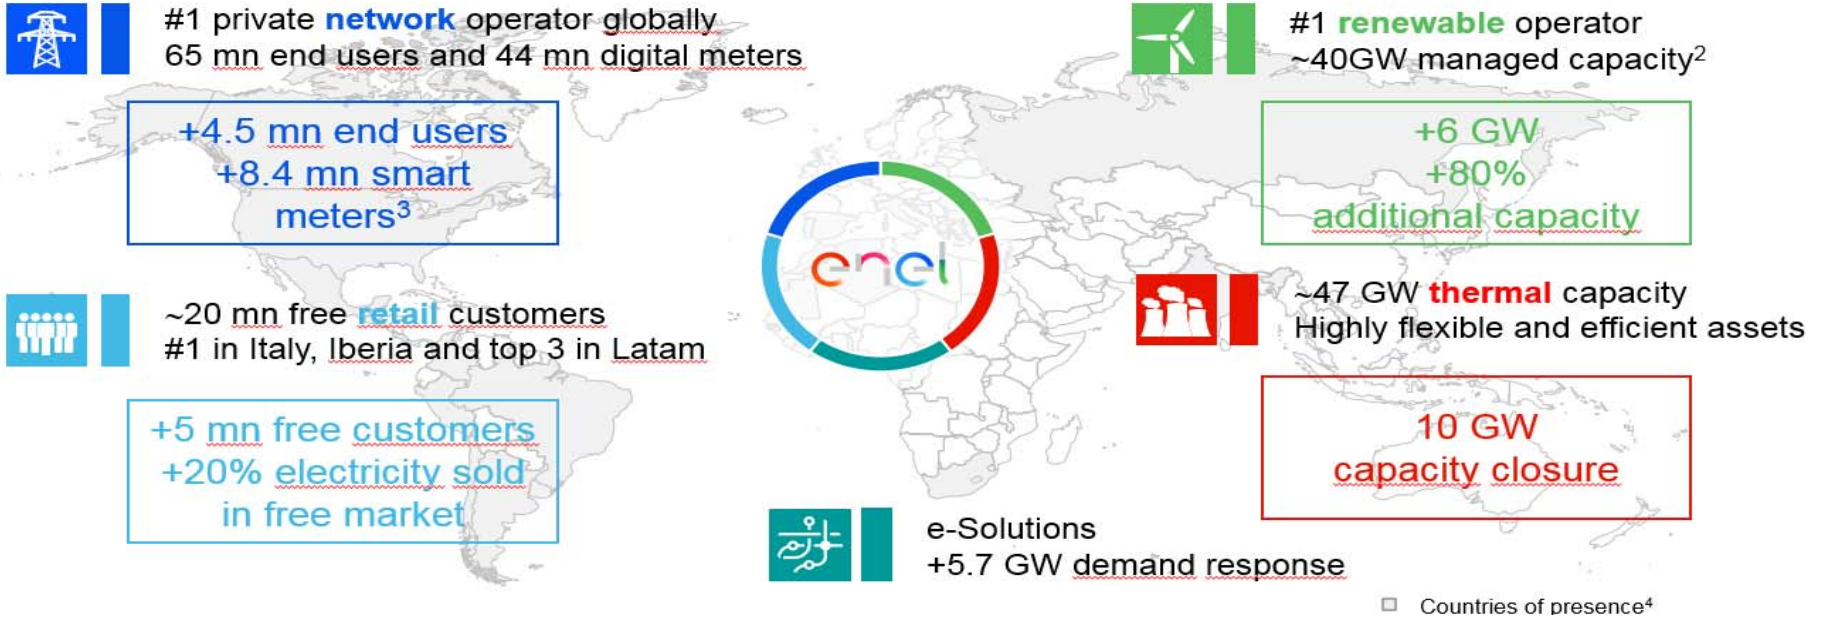 #1 private network operator globally
65 mn end users and 44 mn digital meters
+4.5 mn end users
+8.4 mn smart
meters³
~20 mn free retail customers
#1 in Italy, Iberia and top 3 in Latam
+5 mn free customers
+20% electricity sold
in free market
enel
#1 renewable operator
~40GW managed capacity²
+6 GW
+80%
additional capacity
~47 GW thermal capacity
Highly flexible and efficient assets
10 GW
capacity closure
e-Solutions
+5.7 GW demand response
Countries of presence⁴